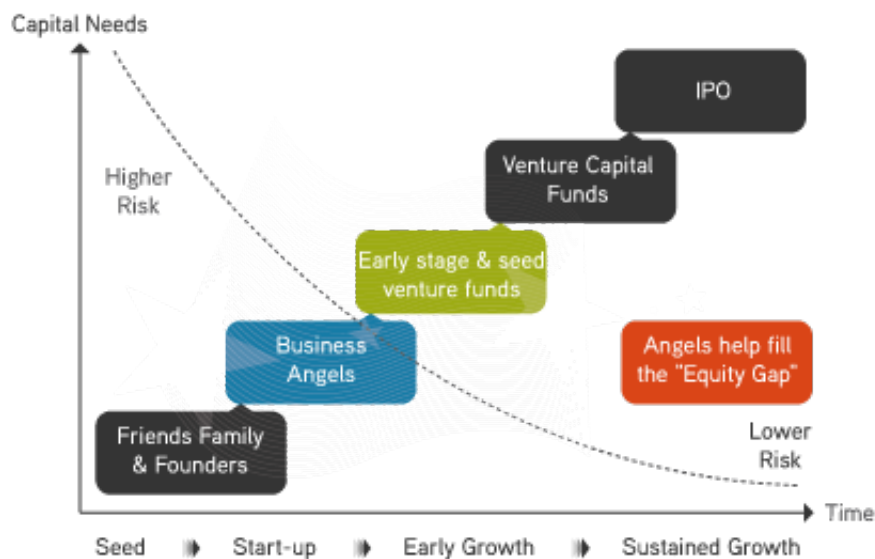 Capital Needs
IPO
Higher
Risk
Venture Capital
Funds
Early stage & seed
venture funds
Business
Angels
Angels help fill
the "Equity Gap"
Friends Family
& Founders
Lower
Risk
Time
Seed
Start-up
Early Growth
Sustained Growth